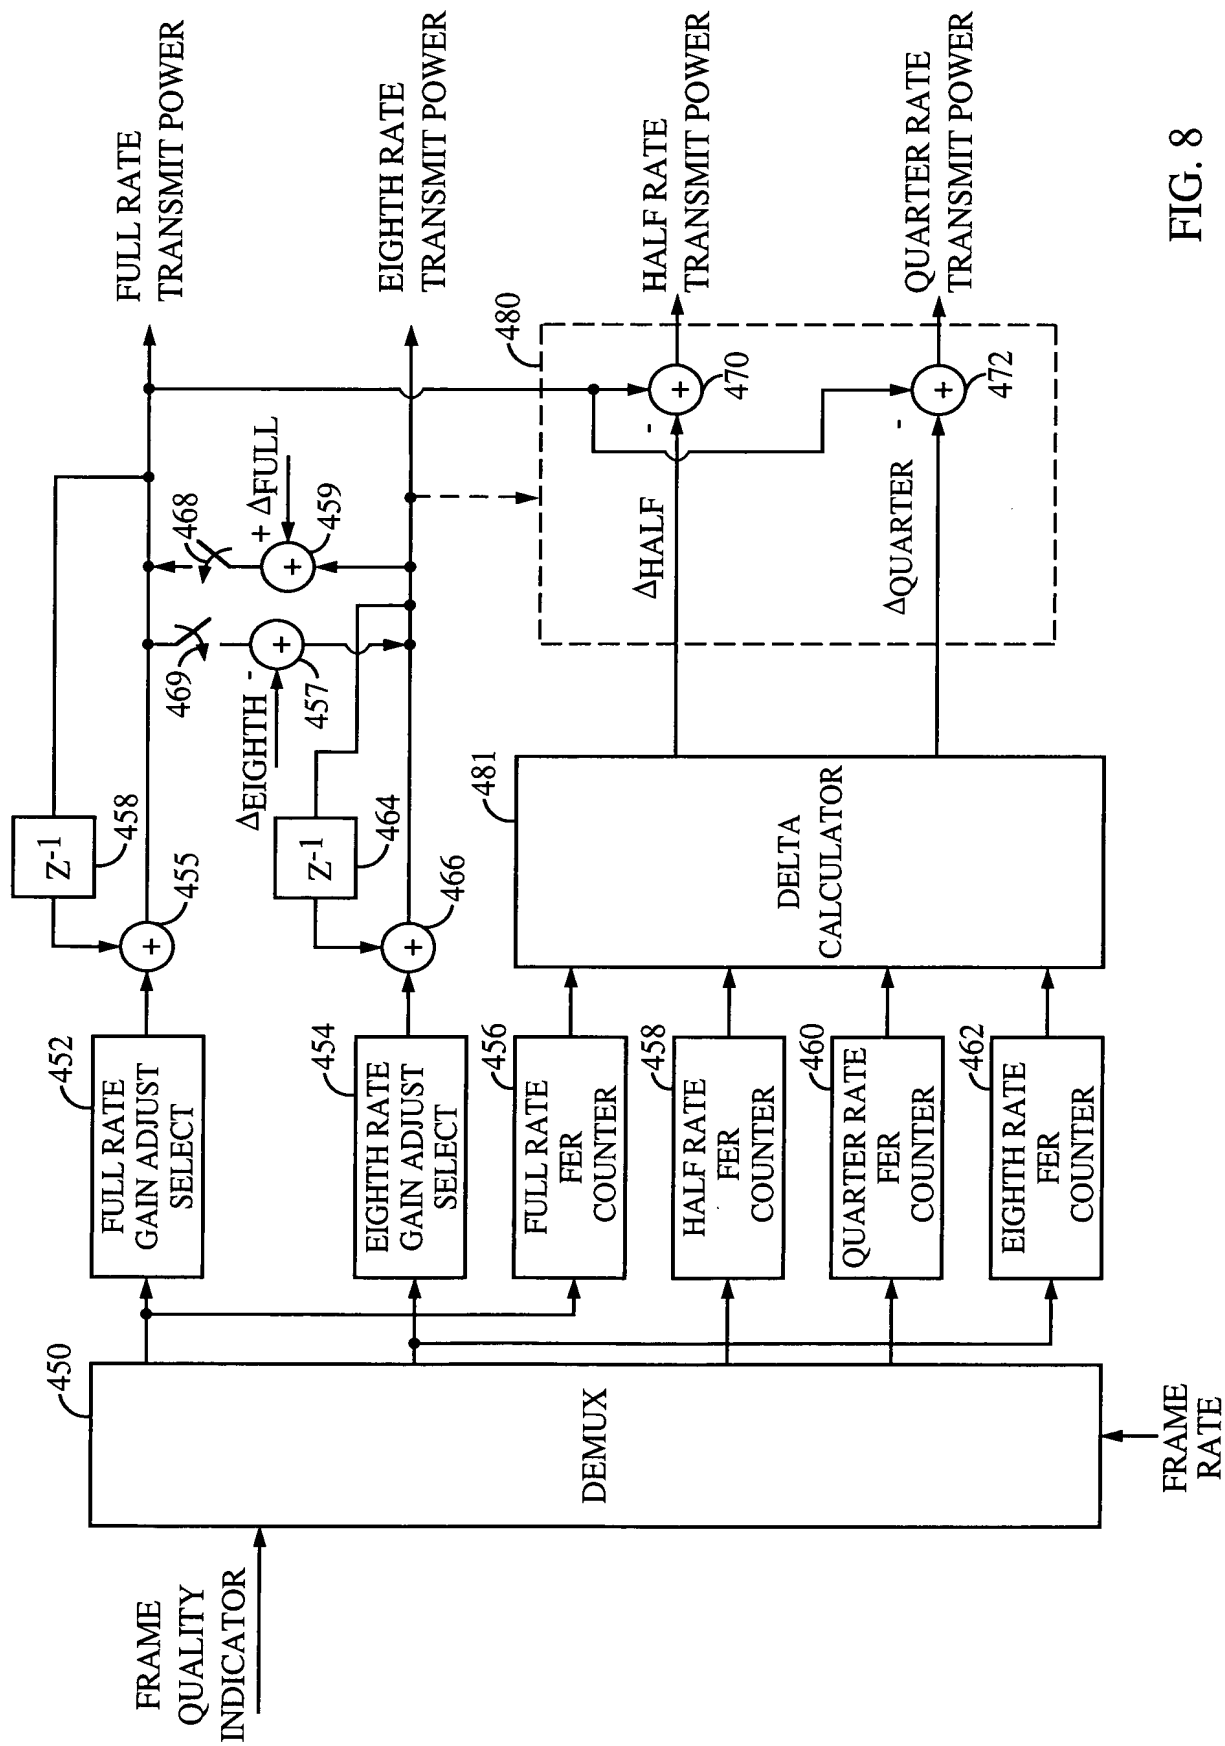 FRAME
QUALITY
INDICATOR
450
DEMUX
FRAME
RATE
452
FULL RATE
GAIN ADJUST
SELECT
454
EIGHTH RATE
GAIN ADJUST
SELECT
456
FULL RATE
FER
COUNTER
458
HALF RATE
FER
COUNTER
460
QUARTER RATE
FER
COUNTER
462
EIGHTH RATE
FER
COUNTER
Z-1
458
+
455
Z-1
464
+
466
481
DELTA
CALCULATOR
469
ΔEIGHTH
-
+
457
468
+ ΔFULL
+
459
480
ΔHALF
-
+
470
ΔQUARTER
-
+
472
FULL RATE
TRANSMIT POWER
EIGHTH RATE
TRANSMIT POWER
HALF RATE
TRANSMIT POWER
QUARTER RATE
TRANSMIT POWER
FIG. 8